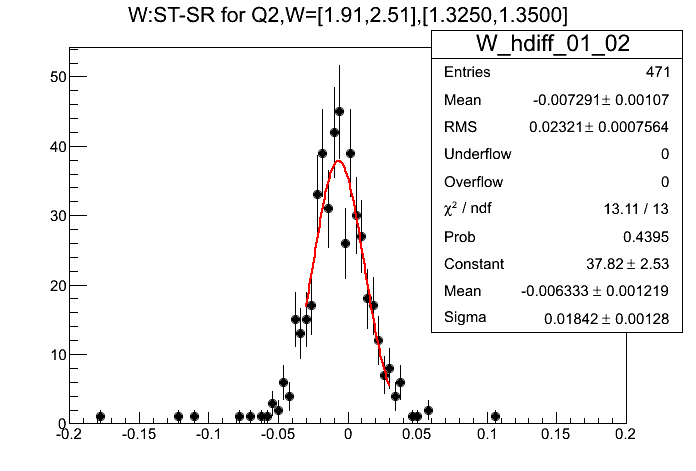 W:ST-SR for Q2,W=[1.91,2.51],[1.3250,1.3500]
W_hdiff_01_02
Entries 471
Mean -0.007291± 0.00107
RMS 0.02321± 0.0007564
Underflow 0
Overflow 0
χ² / ndf 13.11 / 13
Prob 0.4395
Constant 37.82 ± 2.53
Mean -0.006333 ± 0.001219
Sigma 0.01842 ± 0.00128
50
40
30
20
10
0
-0.2 -0.15 -0.1 -0.05 0 0.05 0.1 0.15 0.2